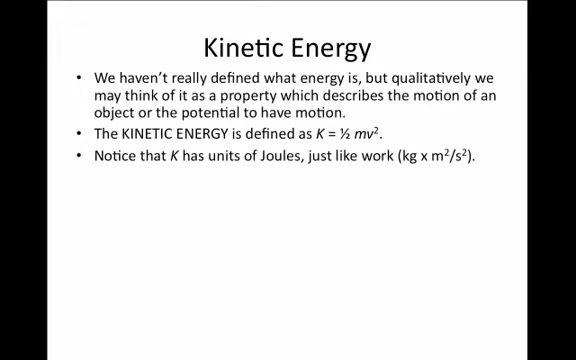 Kinetic Energy
• We haven't really defined what energy is, but qualitatively we
may think of it as a property which describes the motion of an
object or the potential to have motion.
• The KINETIC ENERGY is defined as K = ½ mv².
• Notice that K has units of Joules, just like work (kg x m²/s²).